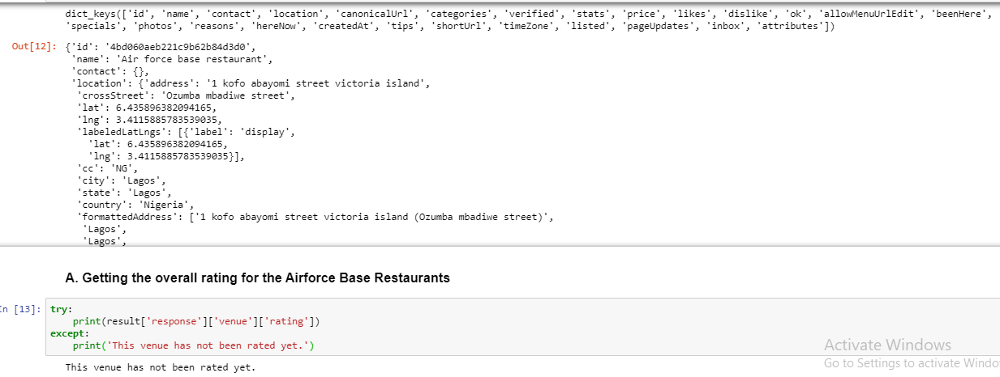 dict_keys(['id', 'name', 'contact', 'location', 'canonicalUrl', 'categories', 'verified', 'stats', 'price', 'likes', 'dislike', 'ok', 'allowMenuUrlEdit', 'beenHere',
'specials', 'photos', 'reasons', 'hereNow', 'createdAt', 'tips', 'shortUrl', 'timeZone', 'listed', 'pageUpdates', 'inbox', 'attributes'])
Out[12]: {'id': '4bd060aeb221c9b62b84d3d0',
'name': 'Air force base restaurant',
'contact': {},
'location': {'address': '1 kofo abayomi street victoria island',
'crossStreet': 'Ozumba mbadiwe street',
'lat': 6.435896382094165,
'lng': 3.4115885783539035,
'labeledLatLngs': [{'label': 'display',
'lat': 6.435896382094165,
'lng': 3.4115885783539035}],
'cc': 'NG',
'city': 'Lagos',
'state': 'Lagos',
'country': 'Nigeria',
'formattedAddress': ['1 kofo abayomi street victoria island (Ozumba mbadiwe street)',
'Lagos',
'Lagos',
A. Getting the overall rating for the Airforce Base Restaurants
In [13]: try:
print(result['response']['venue']['rating'])
except:
print('This venue has not been rated yet.')
This venue has not been rated yet.
Activate Windows
Go to Settings to activate Windo